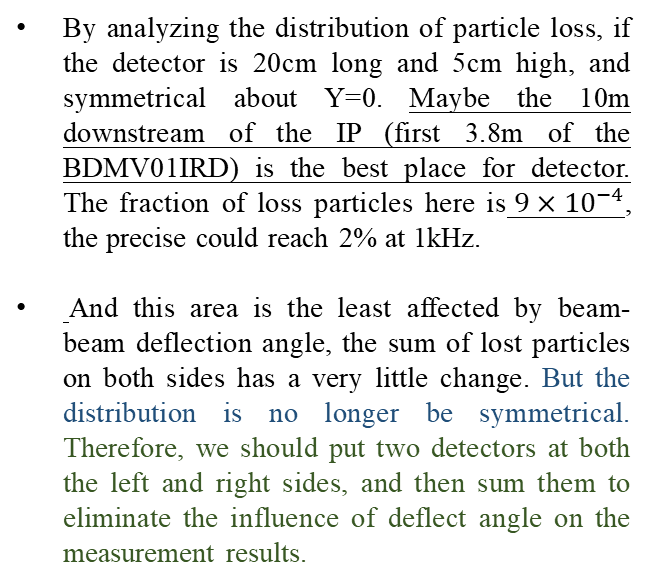 • By analyzing the distribution of particle loss, if
the detector is 20cm long and 5cm high, and
symmetrical about Y=0. Maybe the 10m
downstream of the IP (first 3.8m of the
BDMV01IRD) is the best place for detector.
The fraction of loss particles here is 9 × 10⁻⁴,
the precise could reach 2% at 1kHz.
• And this area is the least affected by beam-
beam deflection angle, the sum of lost particles
on both sides has a very little change. But the
distribution is no longer be symmetrical.
Therefore, we should put two detectors at both
the left and right sides, and then sum them to
eliminate the influence of deflect angle on the
measurement results.